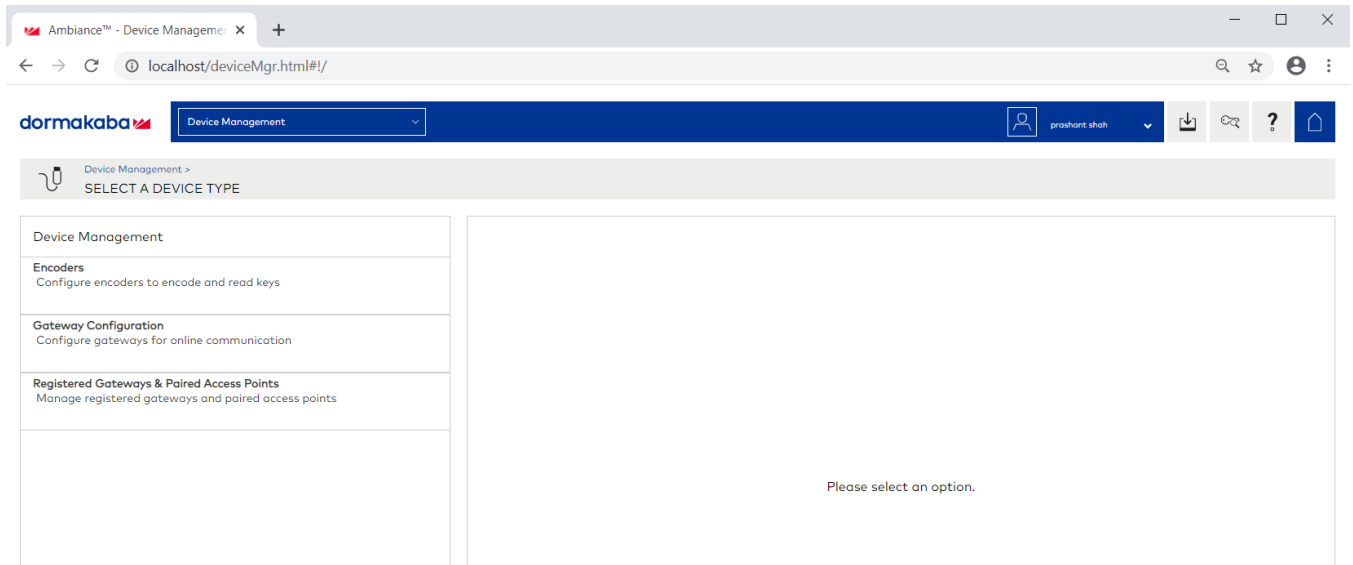 Ambiance™ - Device Managemer
localhost/deviceMgr.html#!/
dormakaba
Device Management
prashant shah
?
Device Management >
SELECT A DEVICE TYPE
Device Management
Encoders
Configure encoders to encode and read keys
Gateway Configuration
Configure gateways for online communication
Registered Gateways & Paired Access Points
Manage registered gateways and paired access points
Please select an option.